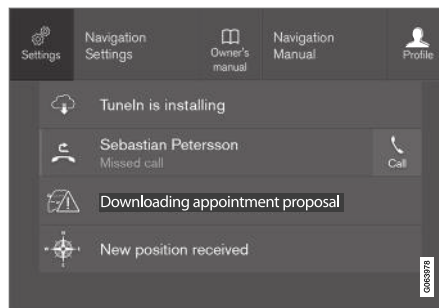 Settings
Navigation
Settings
Owner's
manual
Navigation
Manual
Profile
TuneIn is installing
Sebastian Petersson
Missed call
Call
Downloading appointment proposal
New position received
G063978